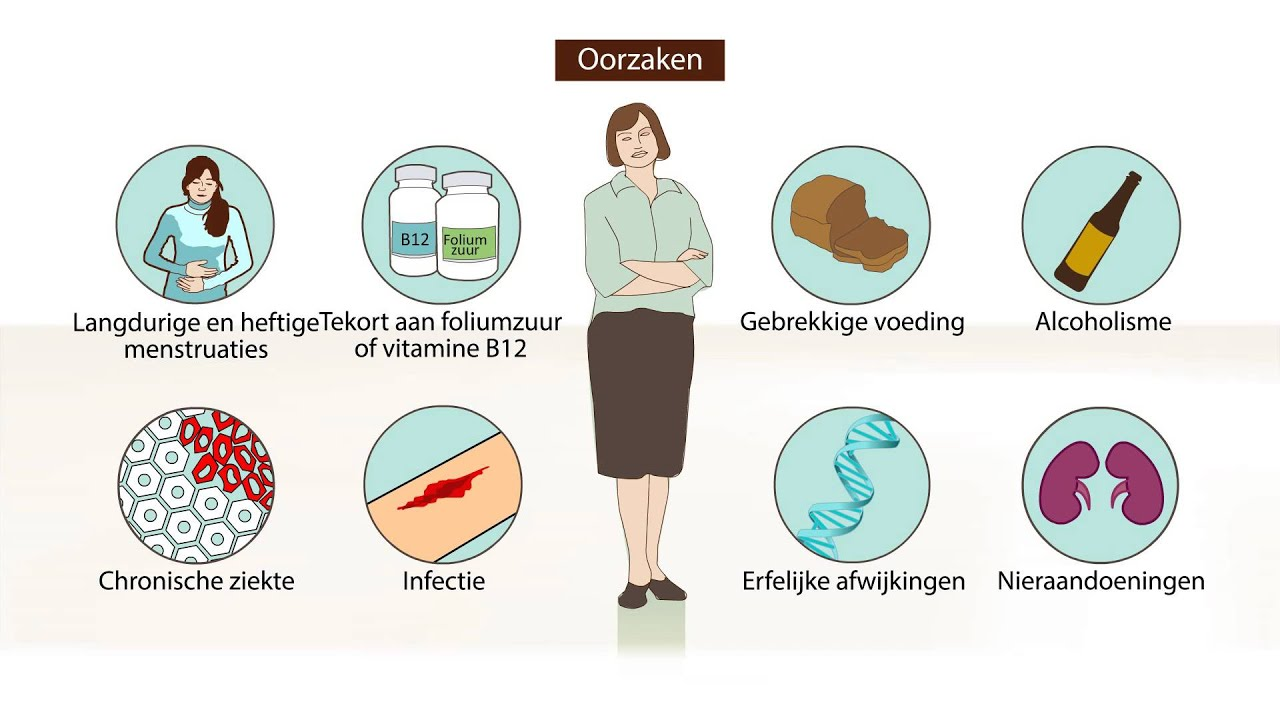 Oorzaken
B12
Folium
zuur
Langdurige en heftige
menstruaties
Tekort aan foliumzuur
of vitamine B12
Gebrekkige voeding
Alcoholisme
Chronische ziekte
Infectie
Erfelijke afwijkingen
Nieraandoeningen